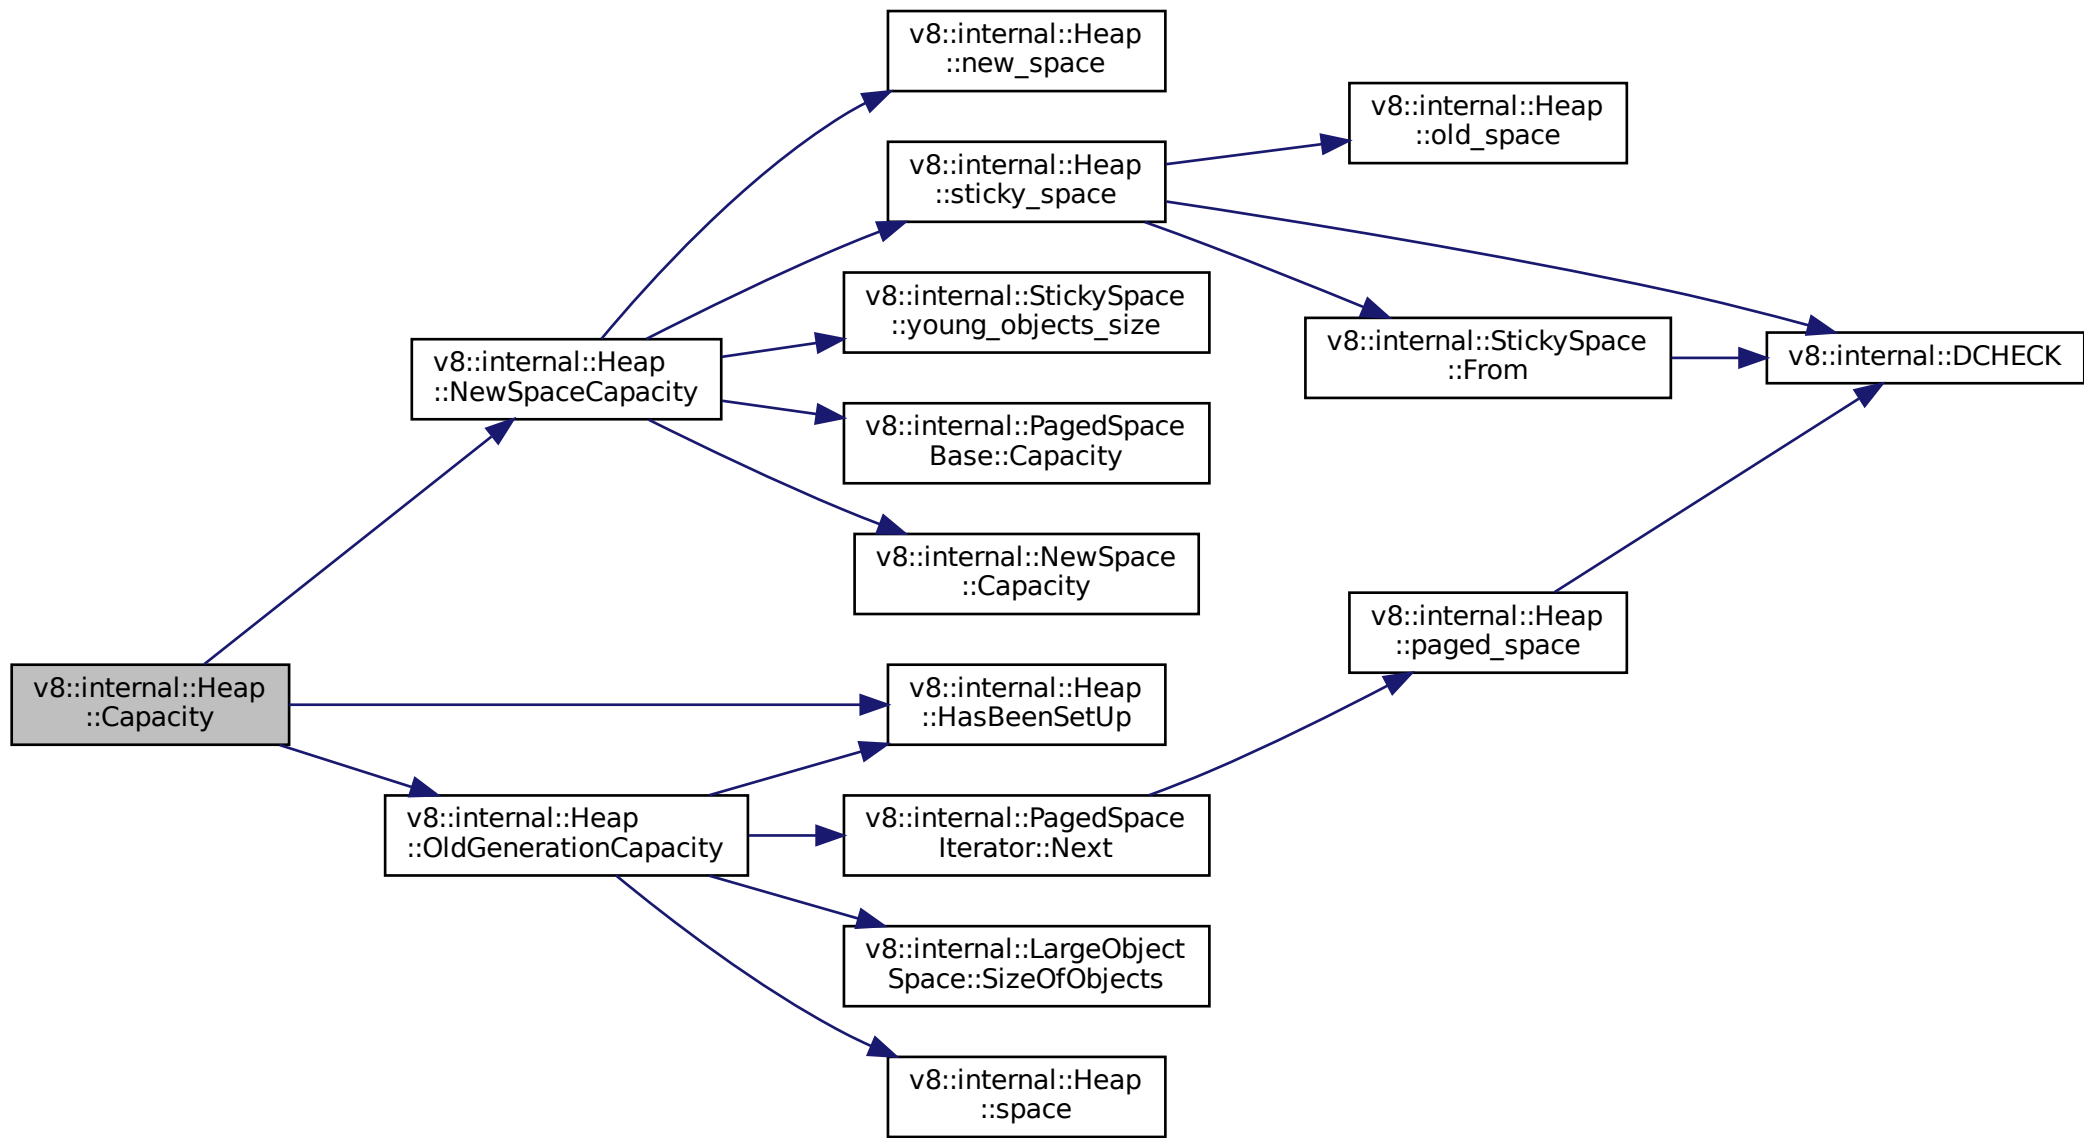 v8::internal::Heap
::new_space
v8::internal::Heap
::old_space
v8::internal::Heap
::sticky_space
v8::internal::StickySpace
::young_objects_size
v8::internal::StickySpace
::From
v8::internal::DCHECK
v8::internal::Heap
::NewSpaceCapacity
v8::internal::PagedSpace
Base::Capacity
v8::internal::NewSpace
::Capacity
v8::internal::Heap
::paged_space
v8::internal::Heap
::Capacity
v8::internal::Heap
::HasBeenSetUp
v8::internal::Heap
::OldGenerationCapacity
v8::internal::PagedSpace
Iterator::Next
v8::internal::LargeObject
Space::SizeOfObjects
v8::internal::Heap
::space